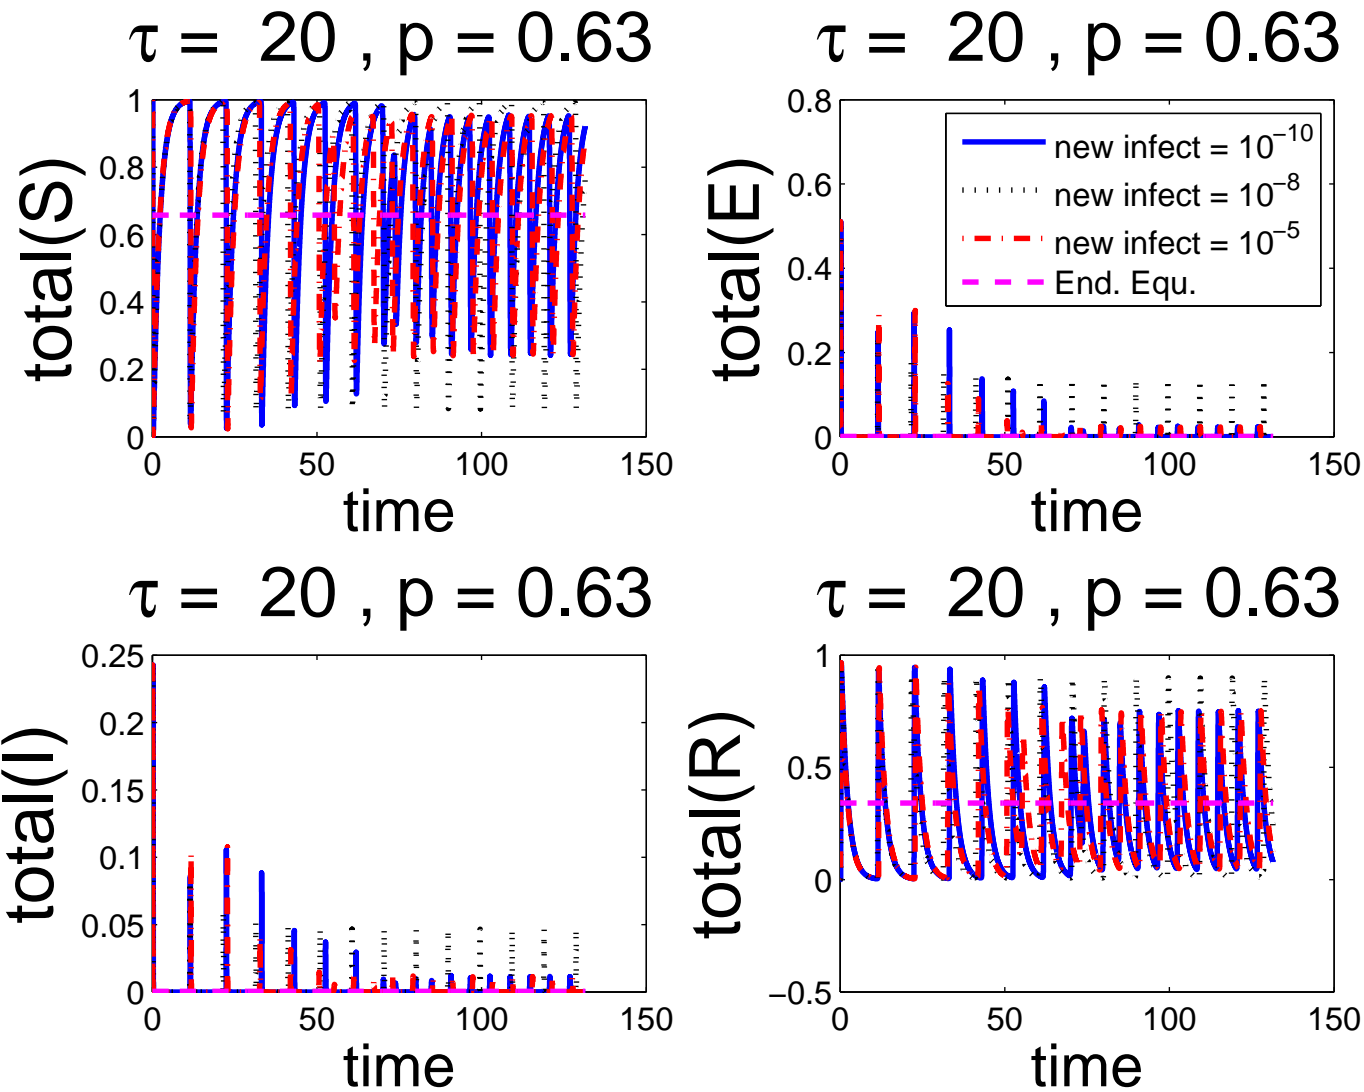 τ = 20 , p = 0.63
total(S)
1
0.8
0.6
0.4
0.2
0
0 50 100 150
time
τ = 20 , p = 0.63
total(E)
0.8
0.6
0.4
0.2
0
new infect = 10⁻¹⁰
new infect = 10⁻⁸
new infect = 10⁻⁵
End. Equ.
0 50 100 150
time
τ = 20 , p = 0.63
total(I)
0.25
0.2
0.15
0.1
0.05
0
0 50 100 150
time
τ = 20 , p = 0.63
total(R)
1
0.5
0
−0.5
0 50 100 150
time